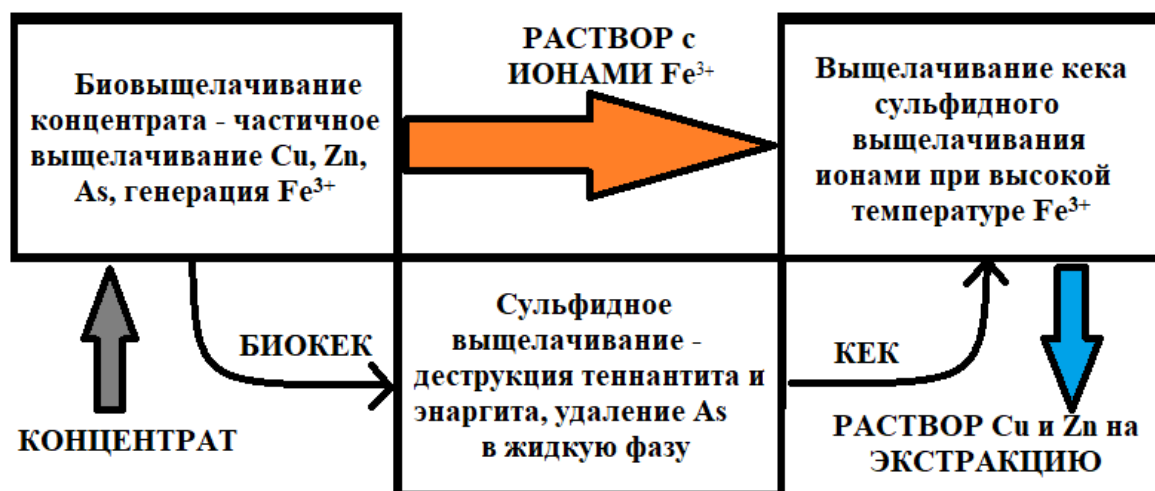 Биовыщелачивание
концентрата - частичное
выщелачивание Cu, Zn,
As, генерация Fe³⁺
РАСТВОР с
ИОНАМИ Fe³⁺
Выщелачивание кека
сульфидного
выщелачивания
ионами при высокой
температуре Fe³⁺
БИОКЕК
КОНЦЕНТРАТ
Сульфидное
выщелачивание -
деструкция теннантита и
энаргита, удаление As
в жидкую фазу
КЕК
РАСТВОР Cu и Zn на
ЭКСТРАКЦИЮ